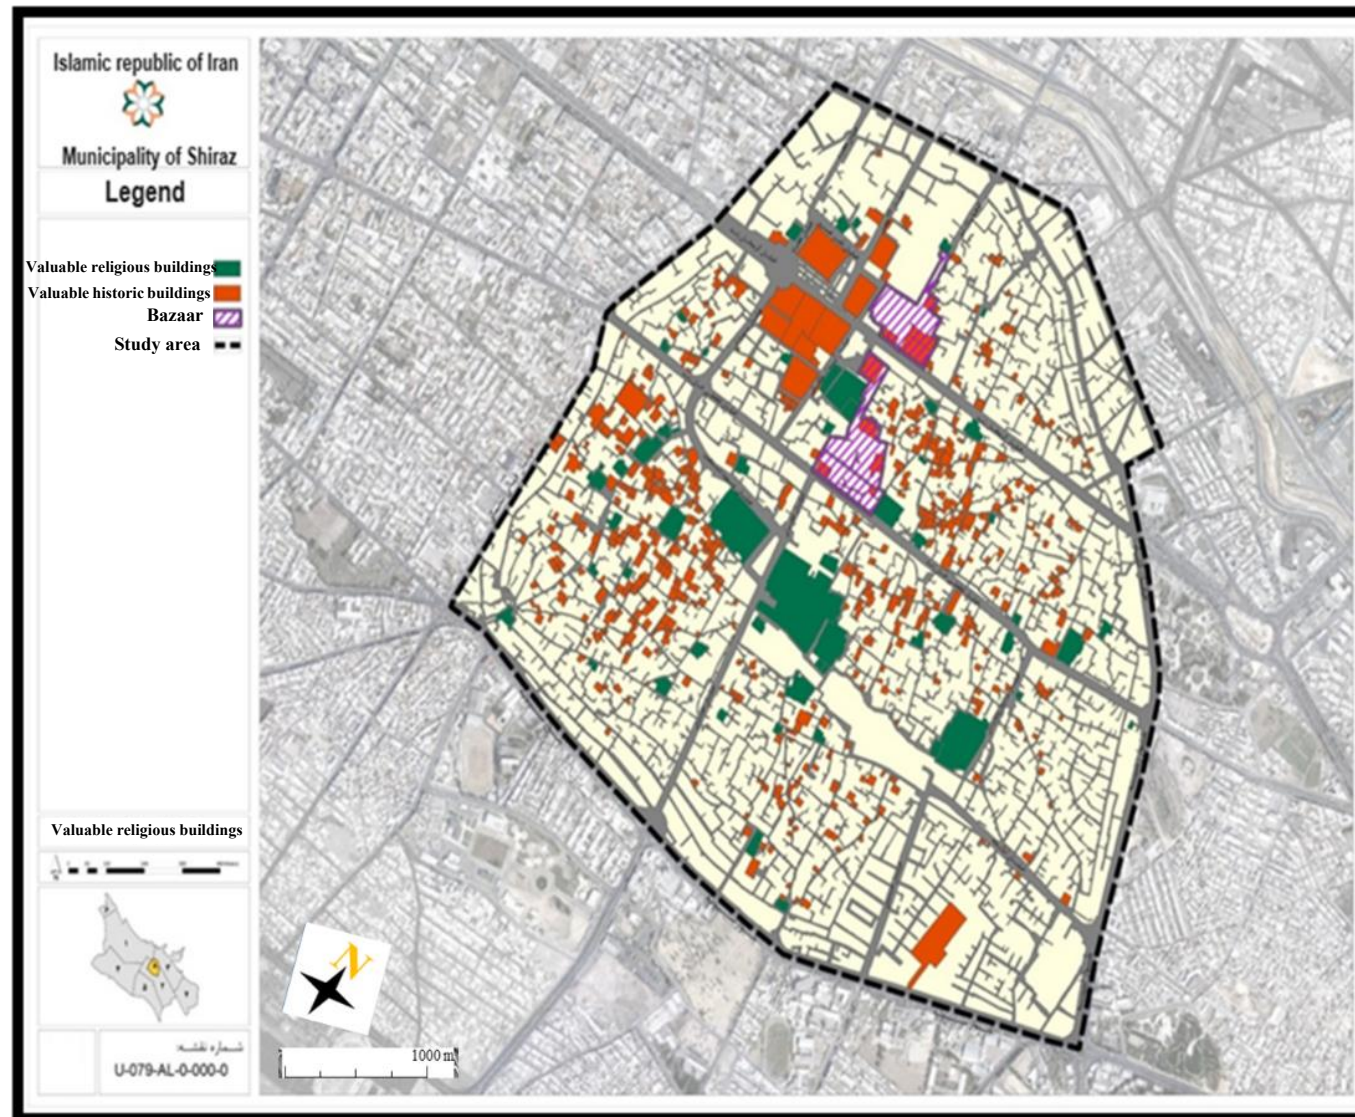 Islamic republic of Iran
Municipality of Shiraz
Legend
Valuable religious buildings
Valuable historic buildings
Bazaar
Study area
Valuable religious buildings
شماره نقشه:
U-079-AL-0-000-0
N
1000 m